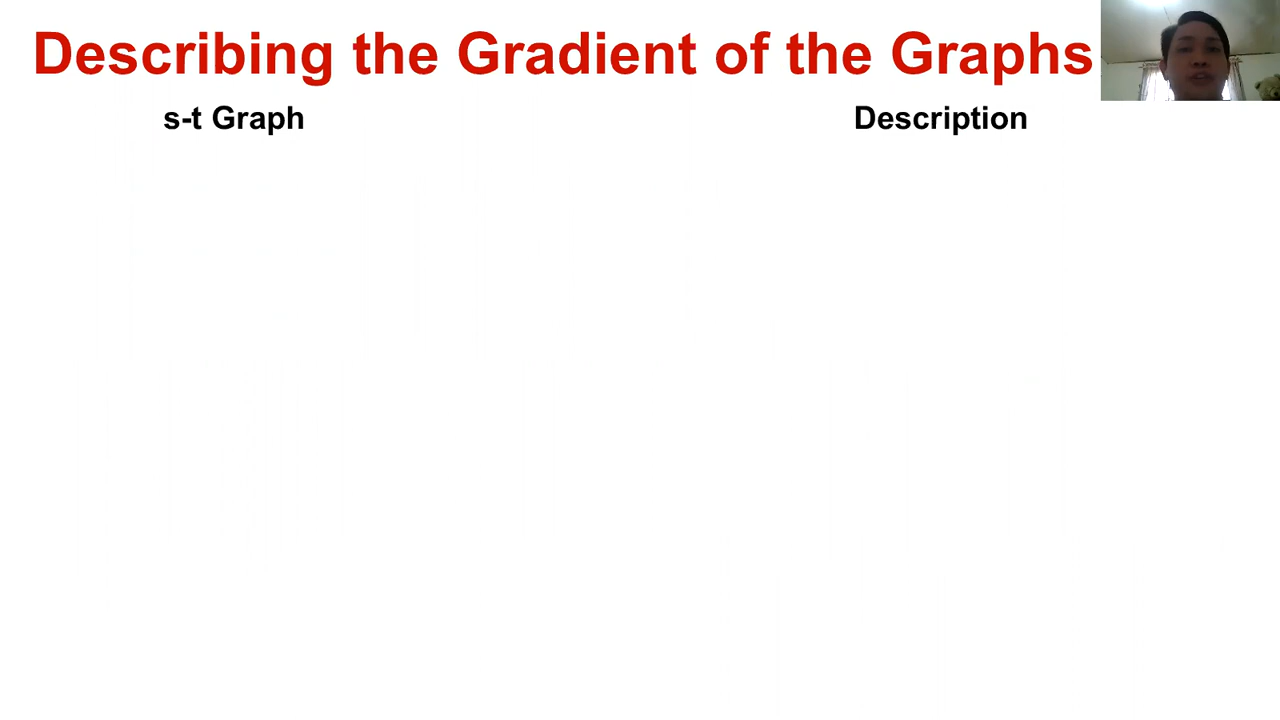 Describing the Gradient of the Graphs
s-t Graph
Description